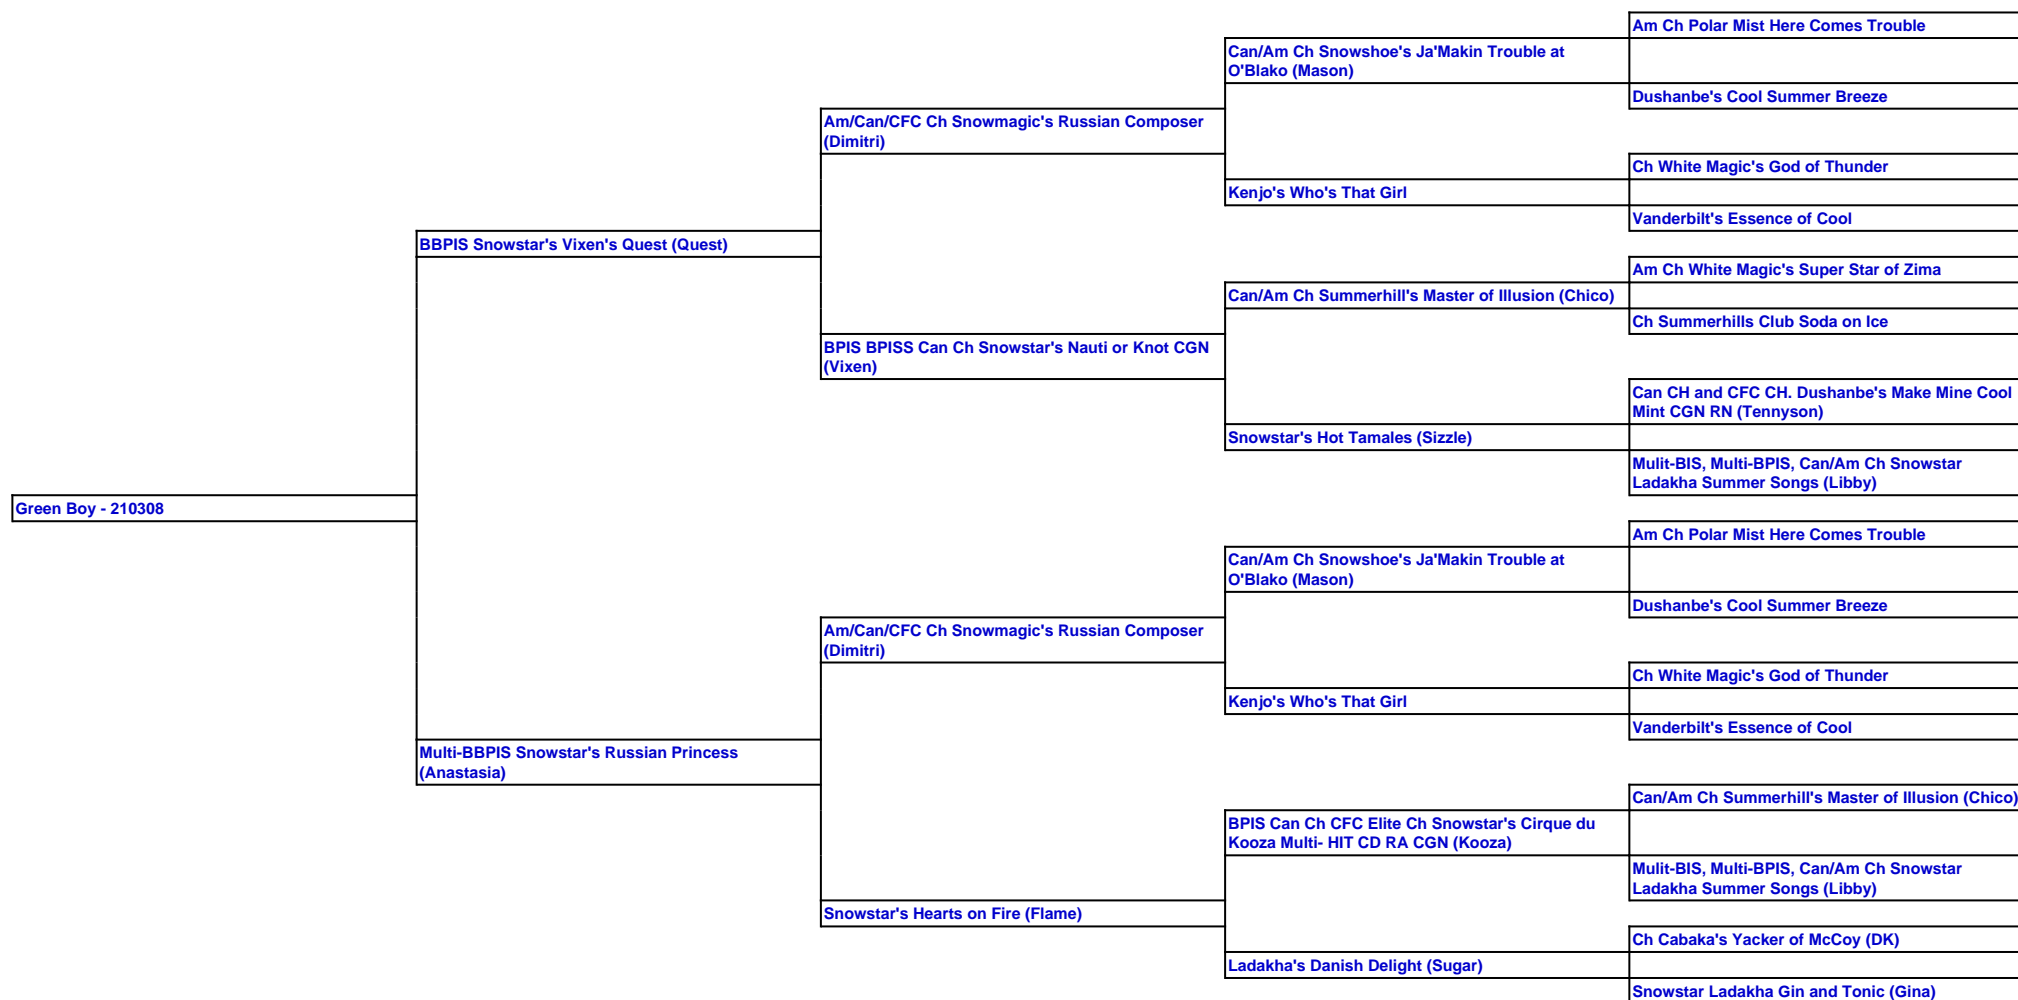 Am Ch Polar Mist Here Comes Trouble
Can/Am Ch Snowshoe's Ja'Makin Trouble at
O'Blako (Mason)
Dushanbe's Cool Summer Breeze
Am/Can/CFC Ch Snowmagic's Russian Composer
(Dimitri)
Ch White Magic's God of Thunder
Kenjo's Who's That Girl
Vanderbilt's Essence of Cool
BBPIS Snowstar's Vixen's Quest (Quest)
Am Ch White Magic's Super Star of Zima
Can/Am Ch Summerhill's Master of Illusion (Chico)
Ch Summerhills Club Soda on Ice
BPIS BPISS Can Ch Snowstar's Nauti or Knot CGN
(Vixen)
Can CH and CFC CH. Dushanbe's Make Mine Cool
Mint CGN RN (Tennyson)
Snowstar's Hot Tamales (Sizzle)
Mulit-BIS, Multi-BPIS, Can/Am Ch Snowstar
Ladakha Summer Songs (Libby)
Green Boy - 210308
Am Ch Polar Mist Here Comes Trouble
Can/Am Ch Snowshoe's Ja'Makin Trouble at
O'Blako (Mason)
Dushanbe's Cool Summer Breeze
Am/Can/CFC Ch Snowmagic's Russian Composer
(Dimitri)
Ch White Magic's God of Thunder
Kenjo's Who's That Girl
Vanderbilt's Essence of Cool
Multi-BBPIS Snowstar's Russian Princess
(Anastasia)
Can/Am Ch Summerhill's Master of Illusion (Chico)
BPIS Can Ch CFC Elite Ch Snowstar's Cirque du
Kooza Multi- HIT CD RA CGN (Kooza)
Mulit-BIS, Multi-BPIS, Can/Am Ch Snowstar
Ladakha Summer Songs (Libby)
Snowstar's Hearts on Fire (Flame)
Ch Cabaka's Yacker of McCoy (DK)
Ladakha's Danish Delight (Sugar)
Snowstar Ladakha Gin and Tonic (Gina)